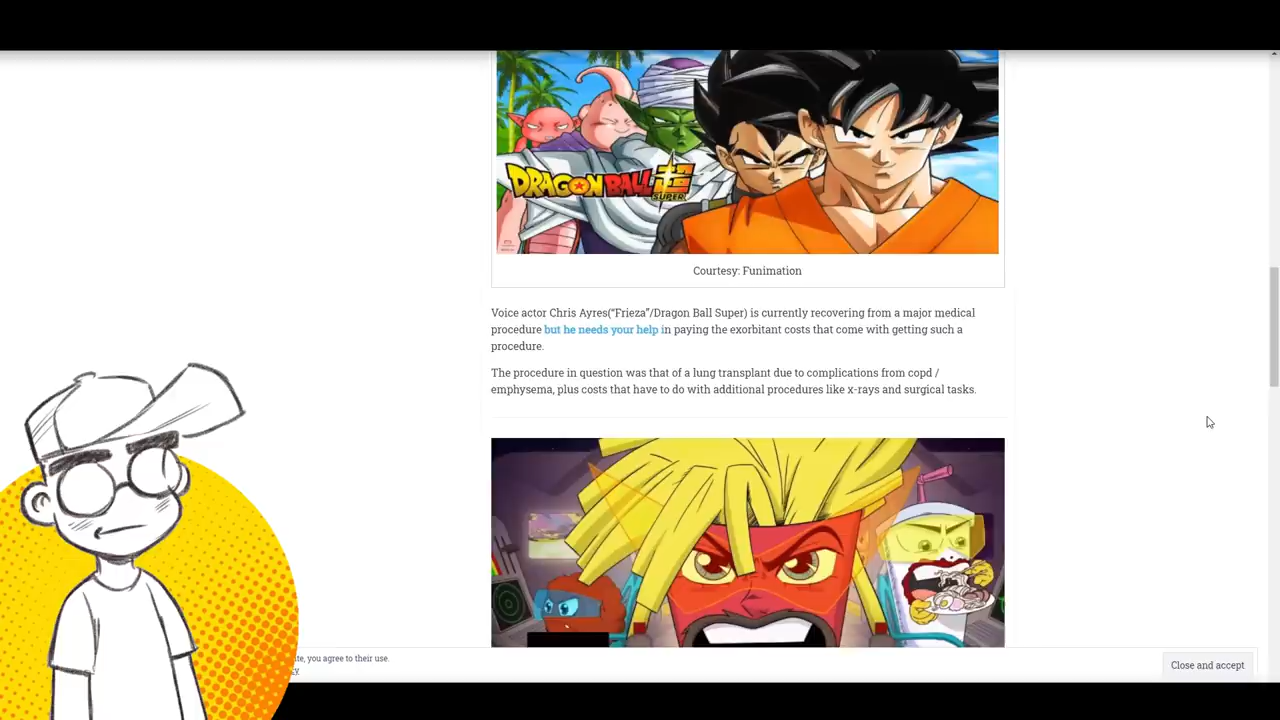 DRAGON BALL 超
SUPER
Courtesy: Funimation
Voice actor Chris Ayres(“Frieza”/Dragon Ball Super) is currently recovering from a major medical
procedure but he needs your help in paying the exorbitant costs that come with getting such a
procedure.
The procedure in question was that of a lung transplant due to complications from copd /
emphysema, plus costs that have to do with additional procedures like x-rays and surgical tasks.
ite, you agree to their use.
Close and accept